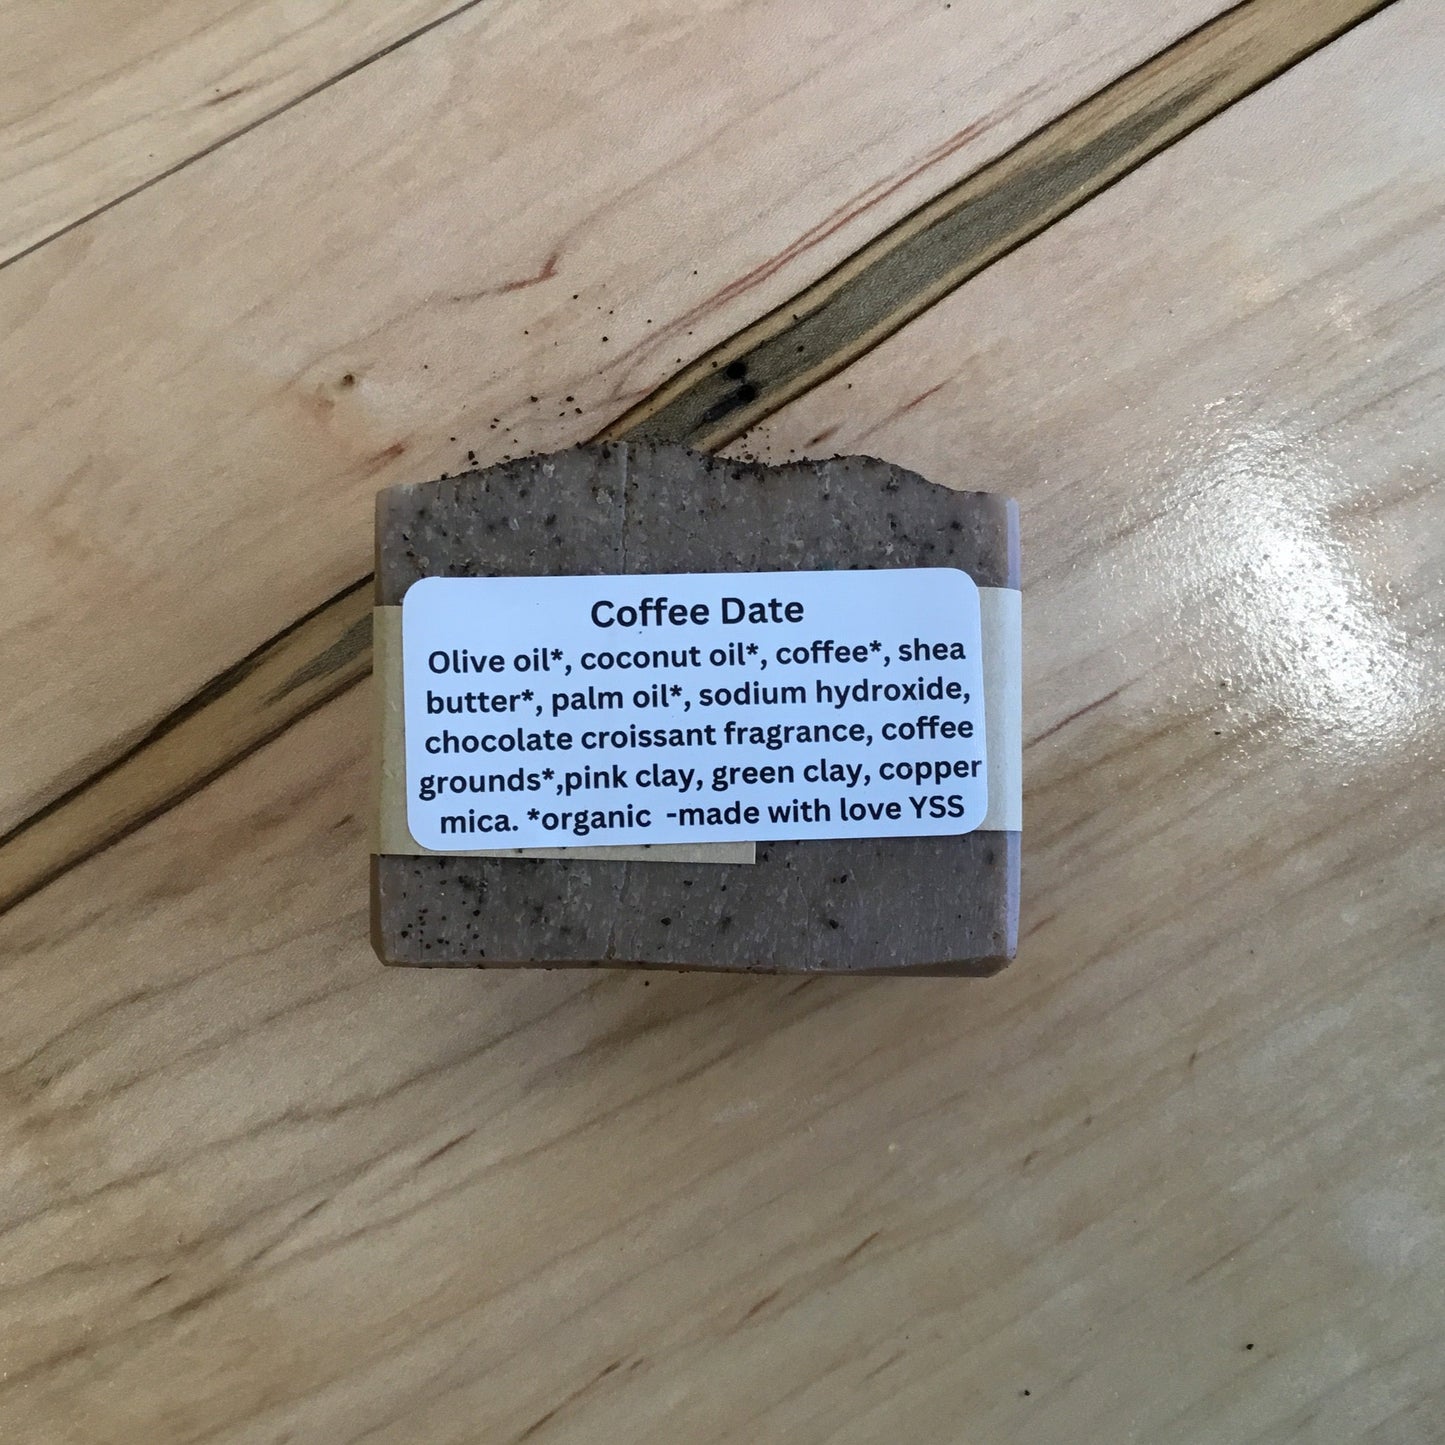 Coffee Date
Olive oil*, coconut oil*, coffee*, shea
butter*, palm oil*, sodium hydroxide,
chocolate croissant fragrance, coffee
grounds*,pink clay, green clay, copper
mica. *organic  -made with love YSS